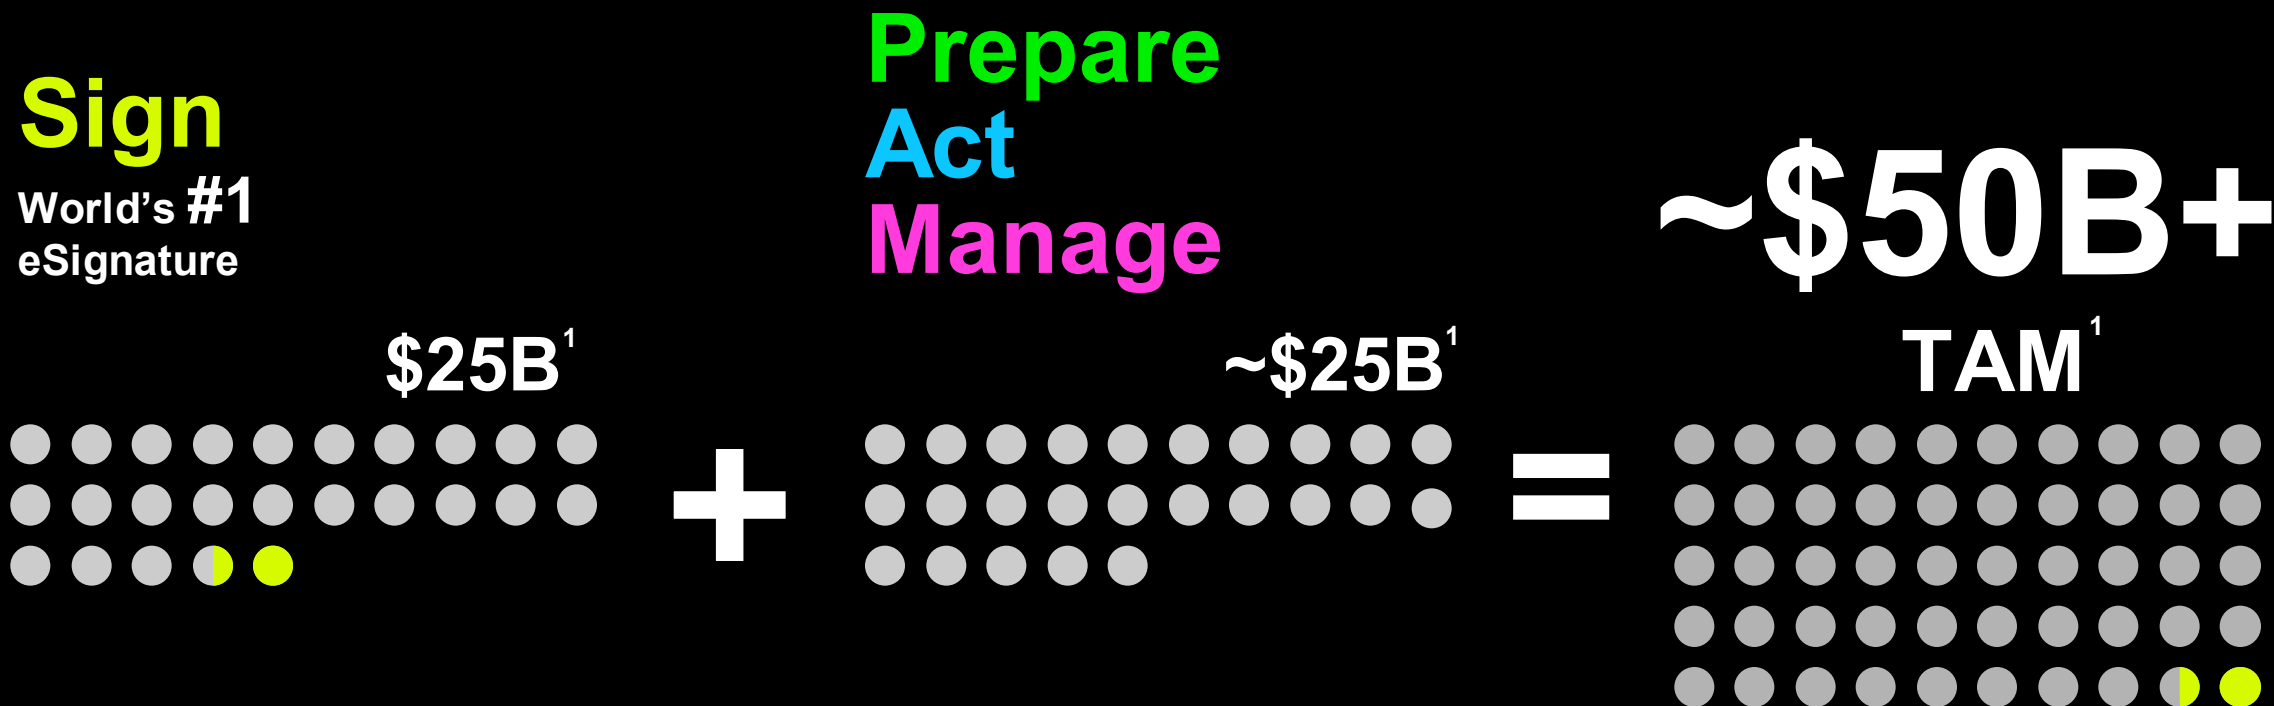 Sign
World’s #1
eSignature
$25B¹
+
Prepare
Act
Manage
~$25B¹
=
~$50B+
TAM¹